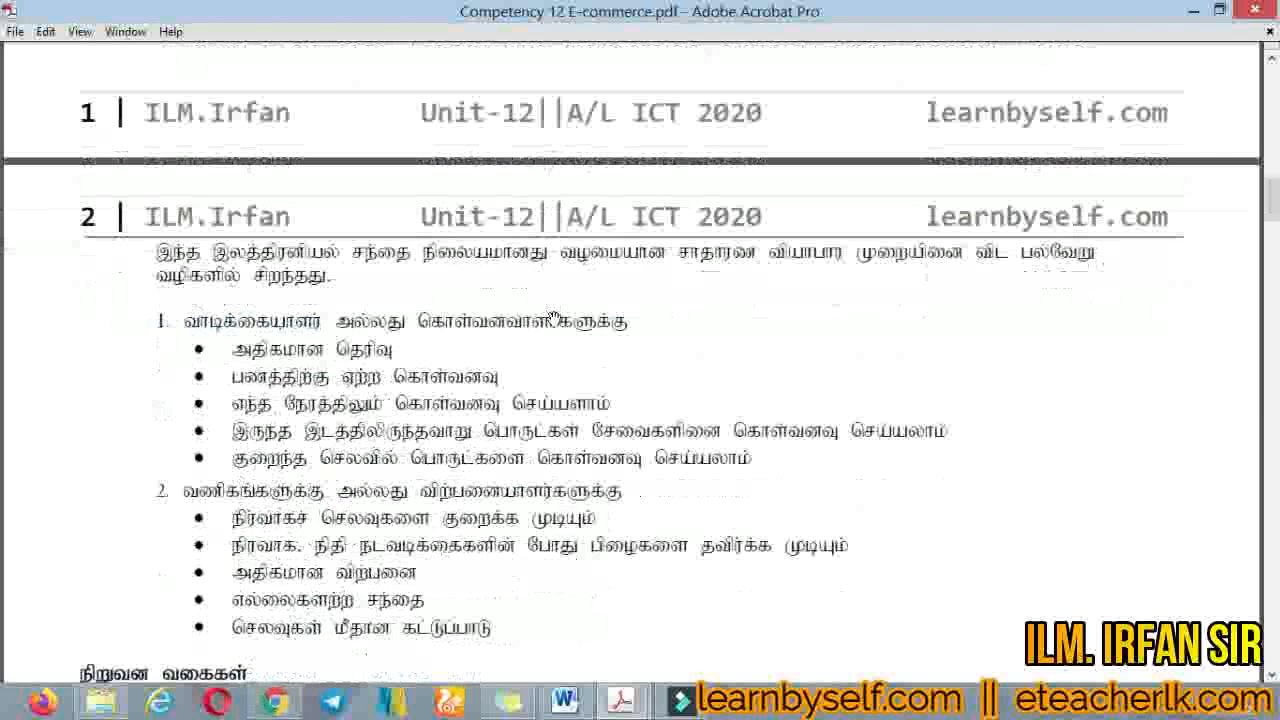 Competency 12 E-commerce.pdf - Adobe Acrobat Pro
File Edit View Window Help
1 | ILM.Irfan Unit-12||A/L ICT 2020 learnbyself.com
2 | ILM.Irfan Unit-12||A/L ICT 2020 learnbyself.com
இந்த இலத்திரனியல் சந்தை நிலையமானது வழமையான சாதாரண வியாபார முறையினை விட பல்வேறு
வழிகளில் சிறந்தது.
1. வாடிக்கையாளர் அல்லது கொள்வனவாளர்களுக்கு
• அதிகமான தெரிவு
• பணத்திற்கு ஏற்ற கொள்வனவு
• எந்த நேரத்திலும் கொள்வனவு செய்யளாம்
• இருந்த இடத்திலிருந்தவாறு பொருட்கள் சேவைகளினை கொள்வனவு செய்யலாம்
• குறைந்த செலவில் பொருட்களை கொள்வனவு செய்யலாம்
2. வணிகங்களுக்கு அல்லது விற்பனையாளர்களுக்கு
• நிர்வாகச் செலவுகளை குறைக்க முடியும்
• நிரவாக. நிதி நடவடிக்கைகளின் போது பிழைகளை தவிர்க்க முடியும்
• அதிகமான விற்பனை
• எல்லைகளற்ற சந்தை
• செலவுகள் மீதான கட்டுப்பாடு
நிறுவன வகைகள்
ILM. IRFAN SIR
learnbyself.com || eteacherlk.com